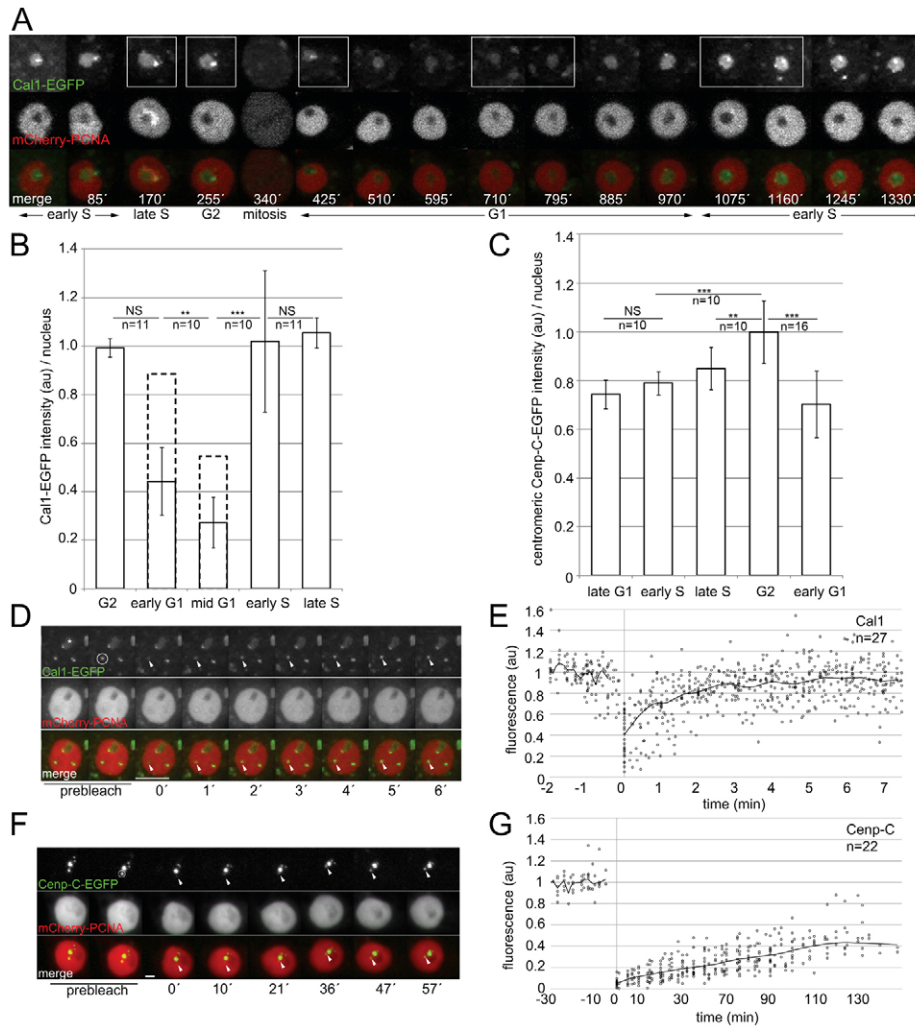 A
Cal1-EGFP
mCherry-PCNA
merge 85´ 170´ 255´ 340´ 425´ 510´ 595´ 710´ 795´ 885´ 970´ 1075´ 1160´ 1245´ 1330´
early S late S G2 mitosis G1 early S
B
Cal1-EGFP intensity (au) / nucleus
1.4
1.2
1.0
0.8
0.6
0.4
0.2
0
NS ** *** NS
n=11 n=10 n=10 n=11
G2 early G1 mid G1 early S late S
C
centromeric Cenp-C-EGFP intensity (au) / nucleus
1.4
1.2
1.0
0.8
0.6
0.4
0.2
0
***
n=10
NS ** ***
n=10 n=10 n=16
late G1 early S late S G2 early G1
D
Cal1-EGFP
mCherry-PCNA
merge
prebleach 0´ 1´ 2´ 3´ 4´ 5´ 6´
E
Cal1
n=27
fluorescence (au)
1.6
1.4
1.2
1
0.8
0.6
0.4
0.2
0
-2 -1 0 1 2 3 4 5 6 7
time (min)
F
Cenp-C-EGFP
mCherry-PCNA
merge
prebleach 0´ 10´ 21´ 36´ 47´ 57´
G
Cenp-C
n=22
fluorescence (au)
1.6
1.4
1.2
1
0.8
0.6
0.4
0.2
0
-30 -10 10 30 50 70 90 110 130
time (min)